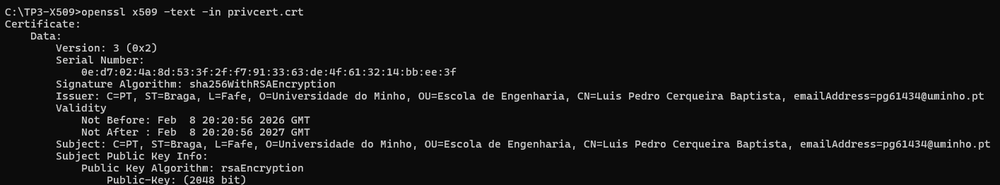 C:\TP3-X509>openssl x509 -text -in privcert.crt
Certificate:
    Data:
        Version: 3 (0x2)
        Serial Number:
            0e:d7:02:4a:8d:53:3f:2f:f7:91:33:63:de:4f:61:32:14:bb:ee:3f
        Signature Algorithm: sha256WithRSAEncryption
        Issuer: C=PT, ST=Braga, L=Fafe, O=Universidade do Minho, OU=Escola de Engenharia, CN=Luis Pedro Cerqueira Baptista, emailAddress=pg61434@uminho.pt
        Validity
            Not Before: Feb  8 20:20:56 2026 GMT
            Not After : Feb  8 20:20:56 2027 GMT
        Subject: C=PT, ST=Braga, L=Fafe, O=Universidade do Minho, OU=Escola de Engenharia, CN=Luis Pedro Cerqueira Baptista, emailAddress=pg61434@uminho.pt
        Subject Public Key Info:
            Public Key Algorithm: rsaEncryption
                Public-Key: (2048 bit)